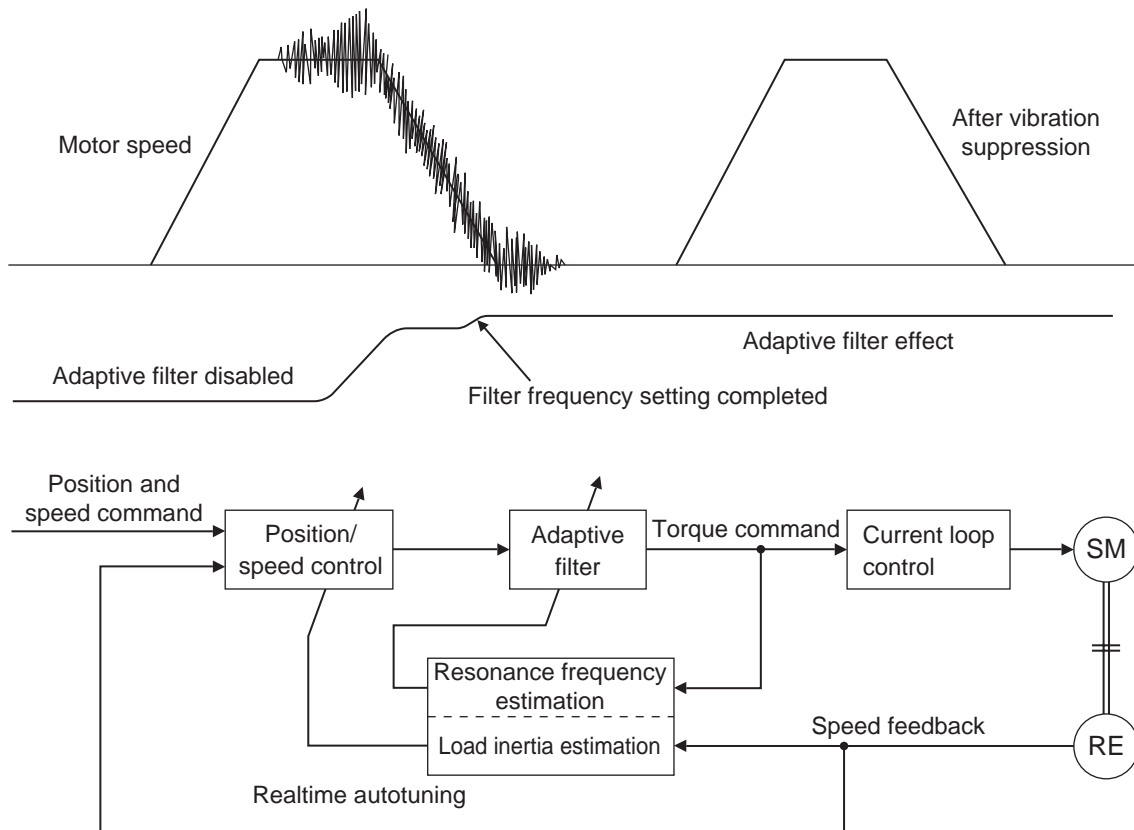 Motor speed
After vibration
suppression
Adaptive filter disabled
Adaptive filter effect
Filter frequency setting completed
Position and
speed command
Position/
speed control
Adaptive
filter
Torque command
Current loop
control
SM
Resonance frequency
estimation
Load inertia estimation
Speed feedback
RE
Realtime autotuning